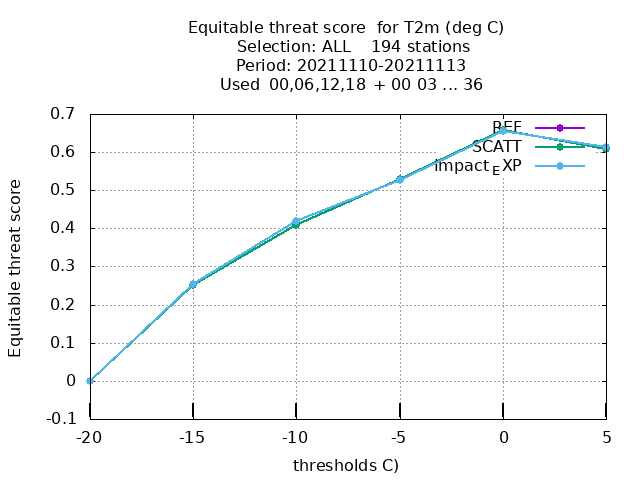 Equitable threat score  for T2m (deg C)
Selection: ALL    194 stations
Period: 20211110-20211113
Used  00,06,12,18  + 00 03 ... 36
0.7
0.6
0.5
0.4
0.3
0.2
0.1
0
-0.1
Equitable threat score
REF
SCATT
impact_EXP
-20
-15
-10
-5
0
5
thresholds C)